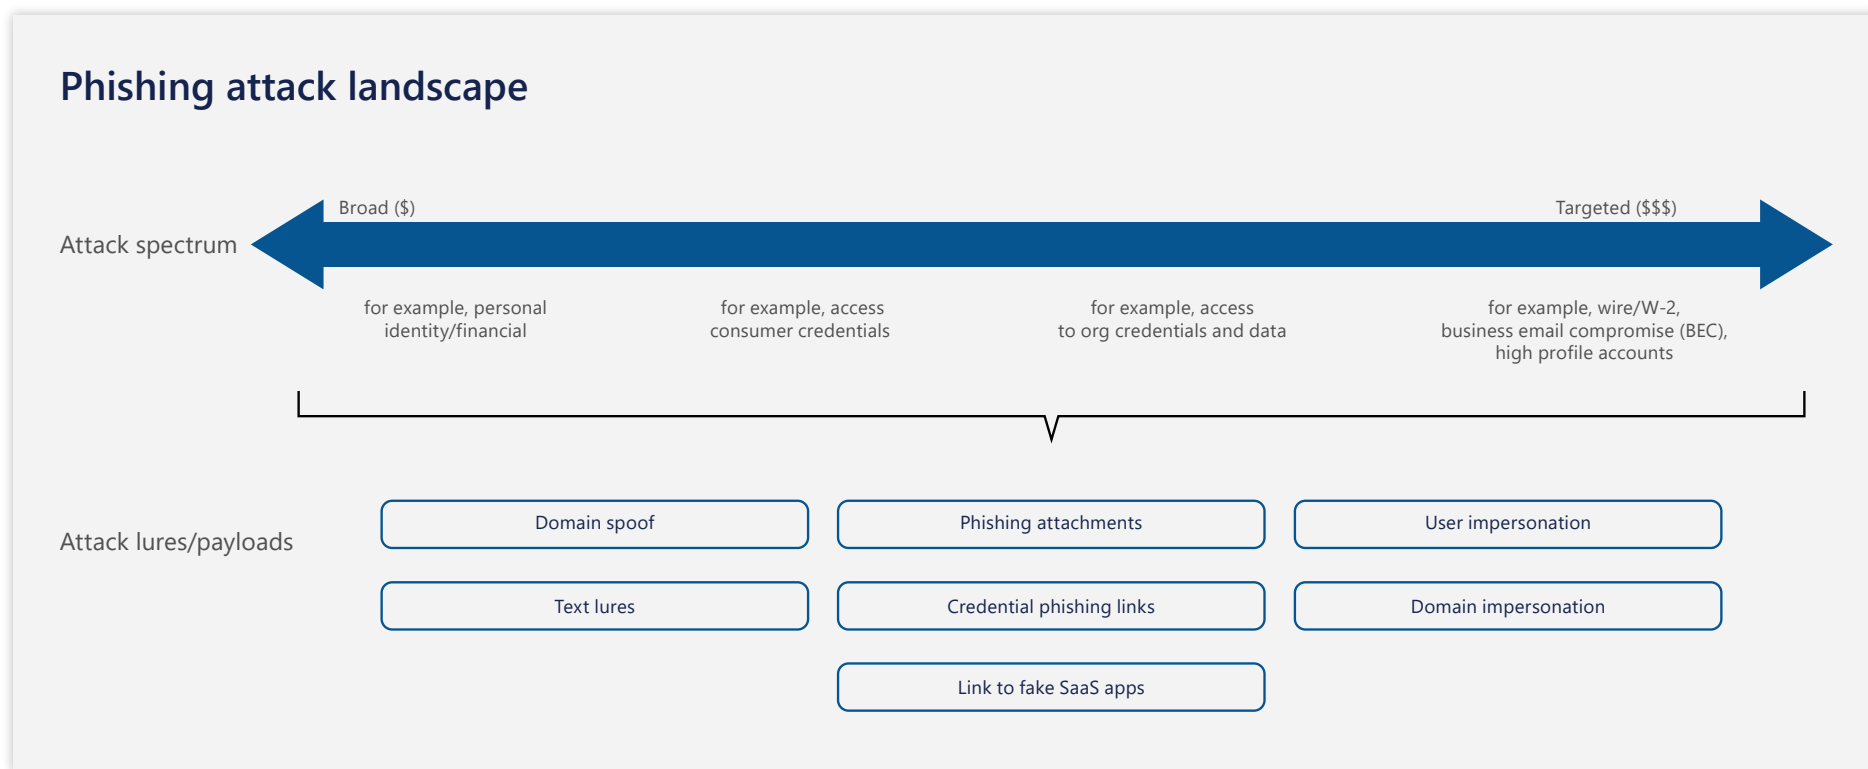 Phishing attack landscape
Broad ($)
Targeted ($$$)
Attack spectrum
for example, personal
identity/financial
for example, access
consumer credentials
for example, access
to org credentials and data
for example, wire/W-2,
business email compromise (BEC),
high profile accounts
Attack lures/payloads
Domain spoof
Phishing attachments
User impersonation
Text lures
Credential phishing links
Domain impersonation
Link to fake SaaS apps